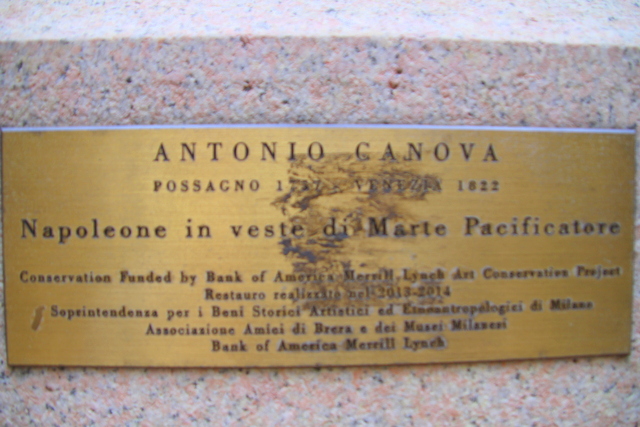 ANTONIO CANOVA
POSSAGNO 1757 - VENEZIA 1822
Napoleone in veste di Marte Pacificatore
Conservation Funded by Bank of America Merrill Lynch Art Conservation Project
Restauro realizzato nel 2013-2014
Soprintendenza per i Beni Storici Artistici ed Etnoantropologici di Milano
Associazione Amici di Brera e dei Musei Milanesi
Bank of America Merrill Lynch